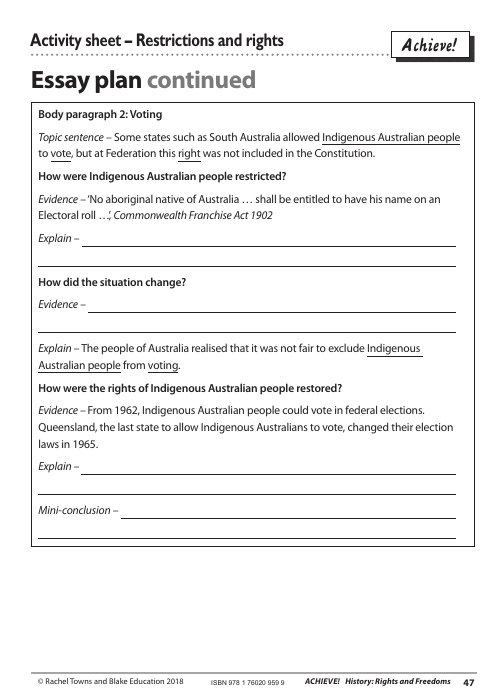 Activity sheet – Restrictions and rights
Achieve!
Essay plan continued
Body paragraph 2: Voting
Topic sentence – Some states such as South Australia allowed Indigenous Australian people
to vote, but at Federation this right was not included in the Constitution.
How were Indigenous Australian people restricted?
Evidence – ‘No aboriginal native of Australia … shall be entitled to have his name on an
Electoral roll …’, Commonwealth Franchise Act 1902
Explain –
How did the situation change?
Evidence –
Explain – The people of Australia realised that it was not fair to exclude Indigenous
Australian people from voting.
How were the rights of Indigenous Australian people restored?
Evidence – From 1962, Indigenous Australian people could vote in federal elections.
Queensland, the last state to allow Indigenous Australians to vote, changed their election
laws in 1965.
Explain –
Mini-conclusion –
© Rachel Towns and Blake Education 2018 ISBN 978 1 76020 959 9 ACHIEVE! History: Rights and Freedoms 47